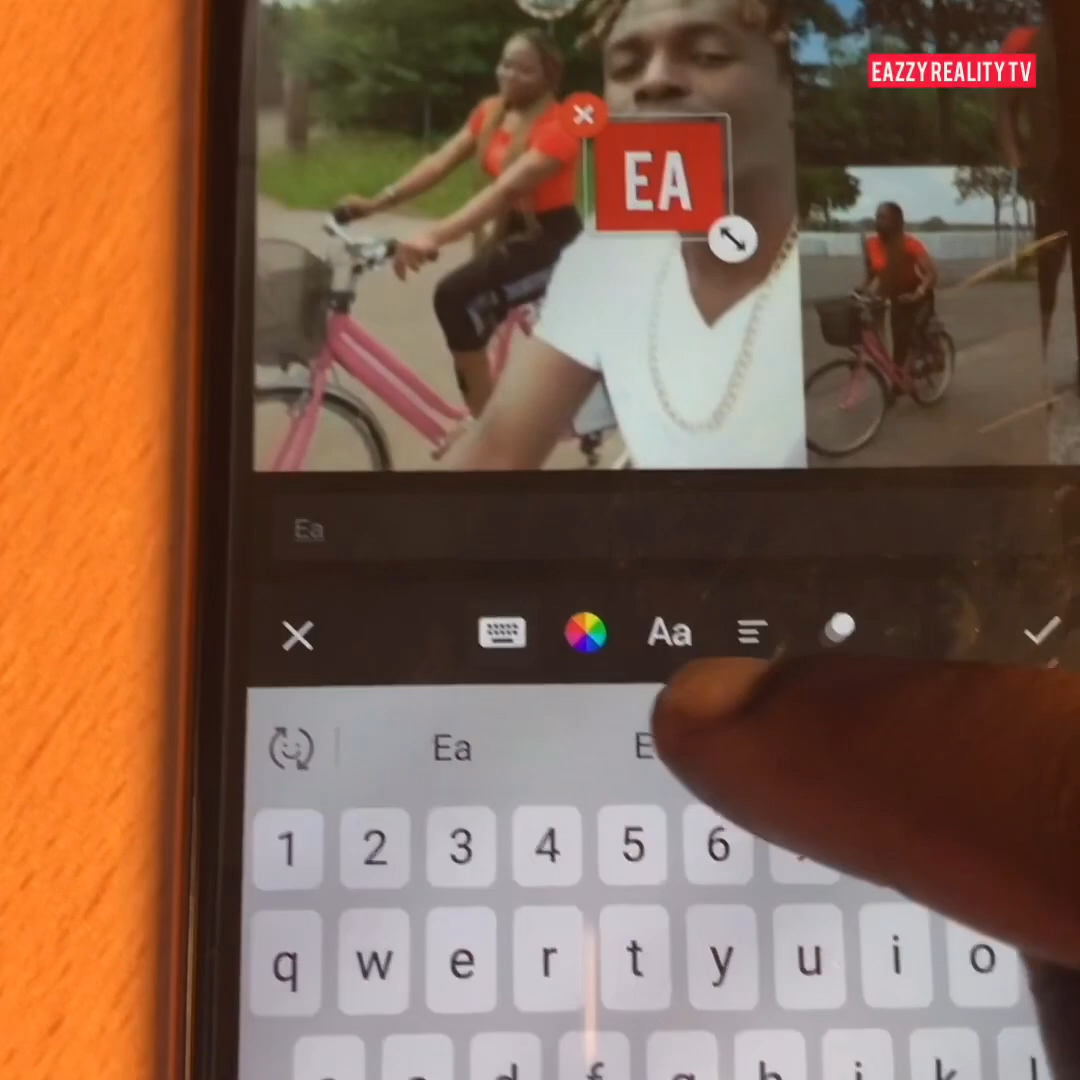 EAZZY REALITY TV
EA
Ea
Aa
Ea
1 2 3 4 5 6
q w e r t y u i o
d f g h j k